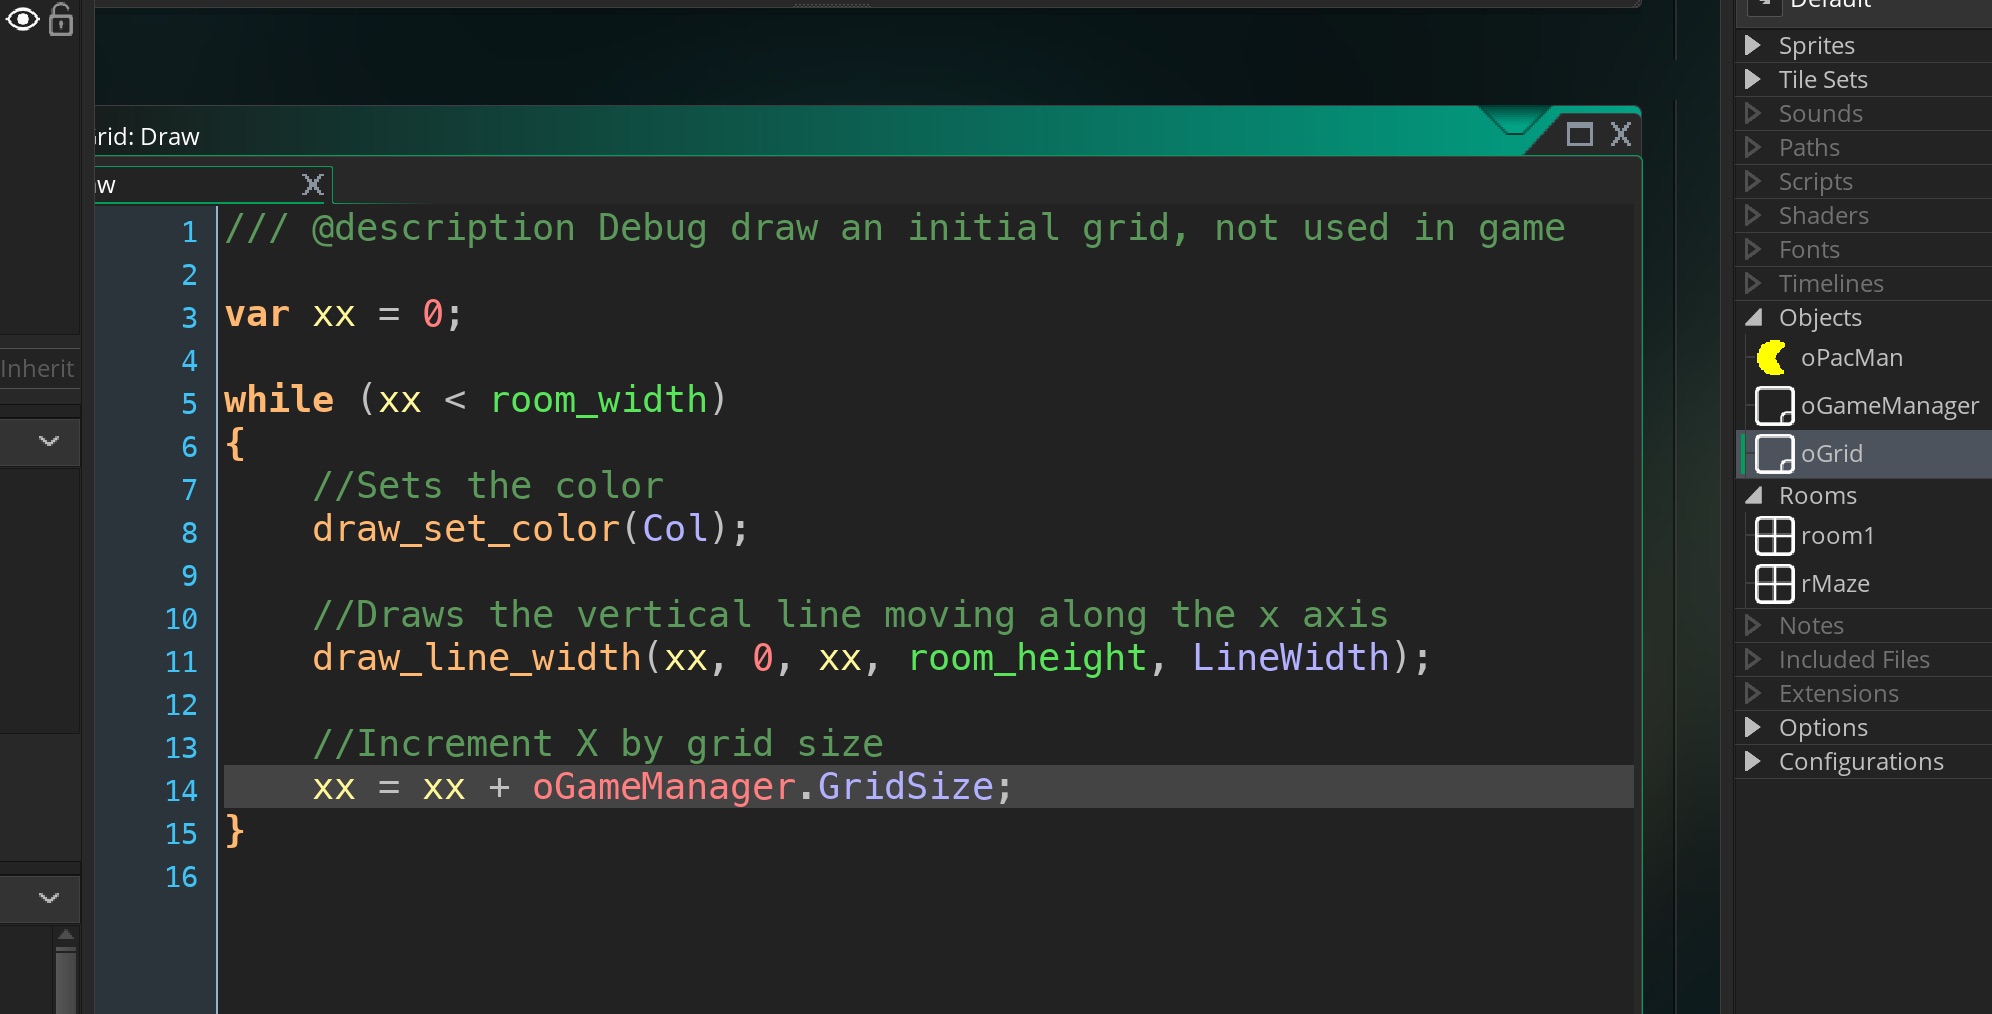 Inherit
rid: Draw
w
1 /// @description Debug draw an initial grid, not used in game
2
3 var xx = 0;
4
5 while (xx < room_width)
6 {
7 //Sets the color
8 draw_set_color(Col);
9
10 //Draws the vertical line moving along the x axis
11 draw_line_width(xx, 0, xx, room_height, LineWidth);
12
13 //Increment X by grid size
14 xx = xx + oGameManager.GridSize;
15 }
16
Default
Sprites
Tile Sets
Sounds
Paths
Scripts
Shaders
Fonts
Timelines
Objects
oPacMan
oGameManager
oGrid
Rooms
room1
rMaze
Notes
Included Files
Extensions
Options
Configurations